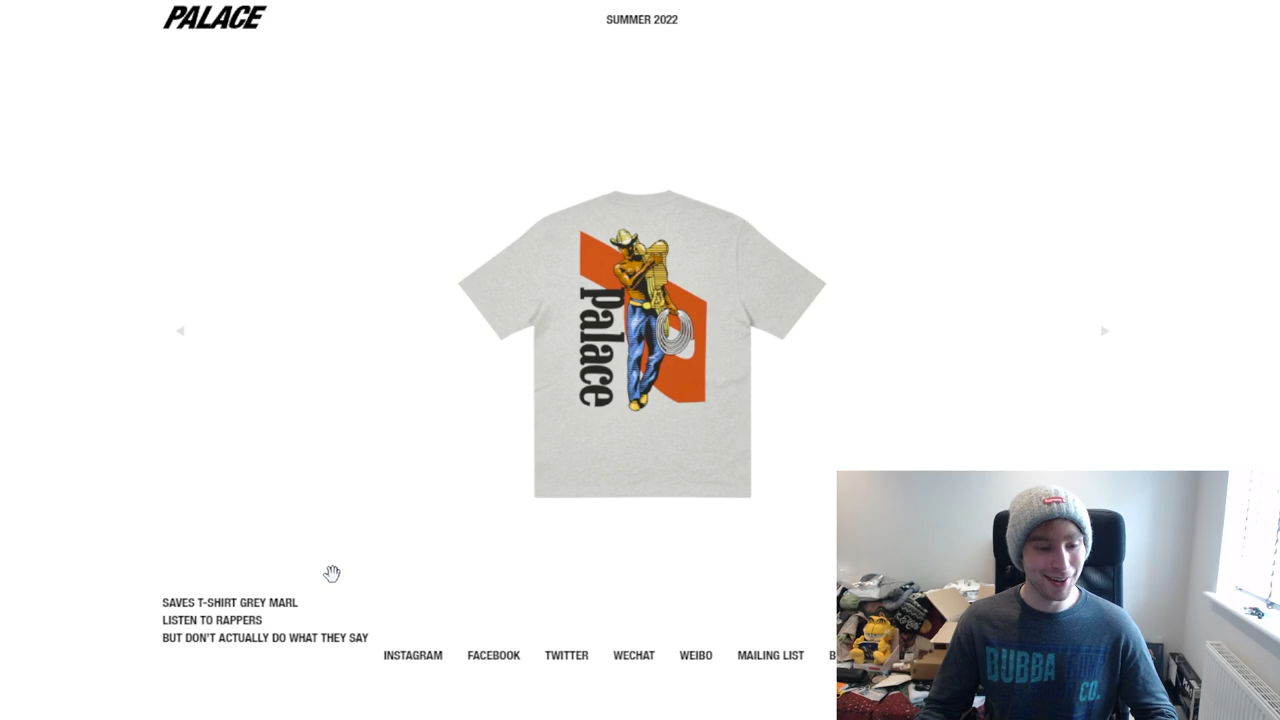 PALACE
SUMMER 2022
palace
SAVES T-SHIRT GREY MARL
LISTEN TO RAPPERS
BUT DON'T ACTUALLY DO WHAT THEY SAY
INSTAGRAM FACEBOOK TWITTER WECHAT WEIBO MAILING LIST B
BUBBA
CO.